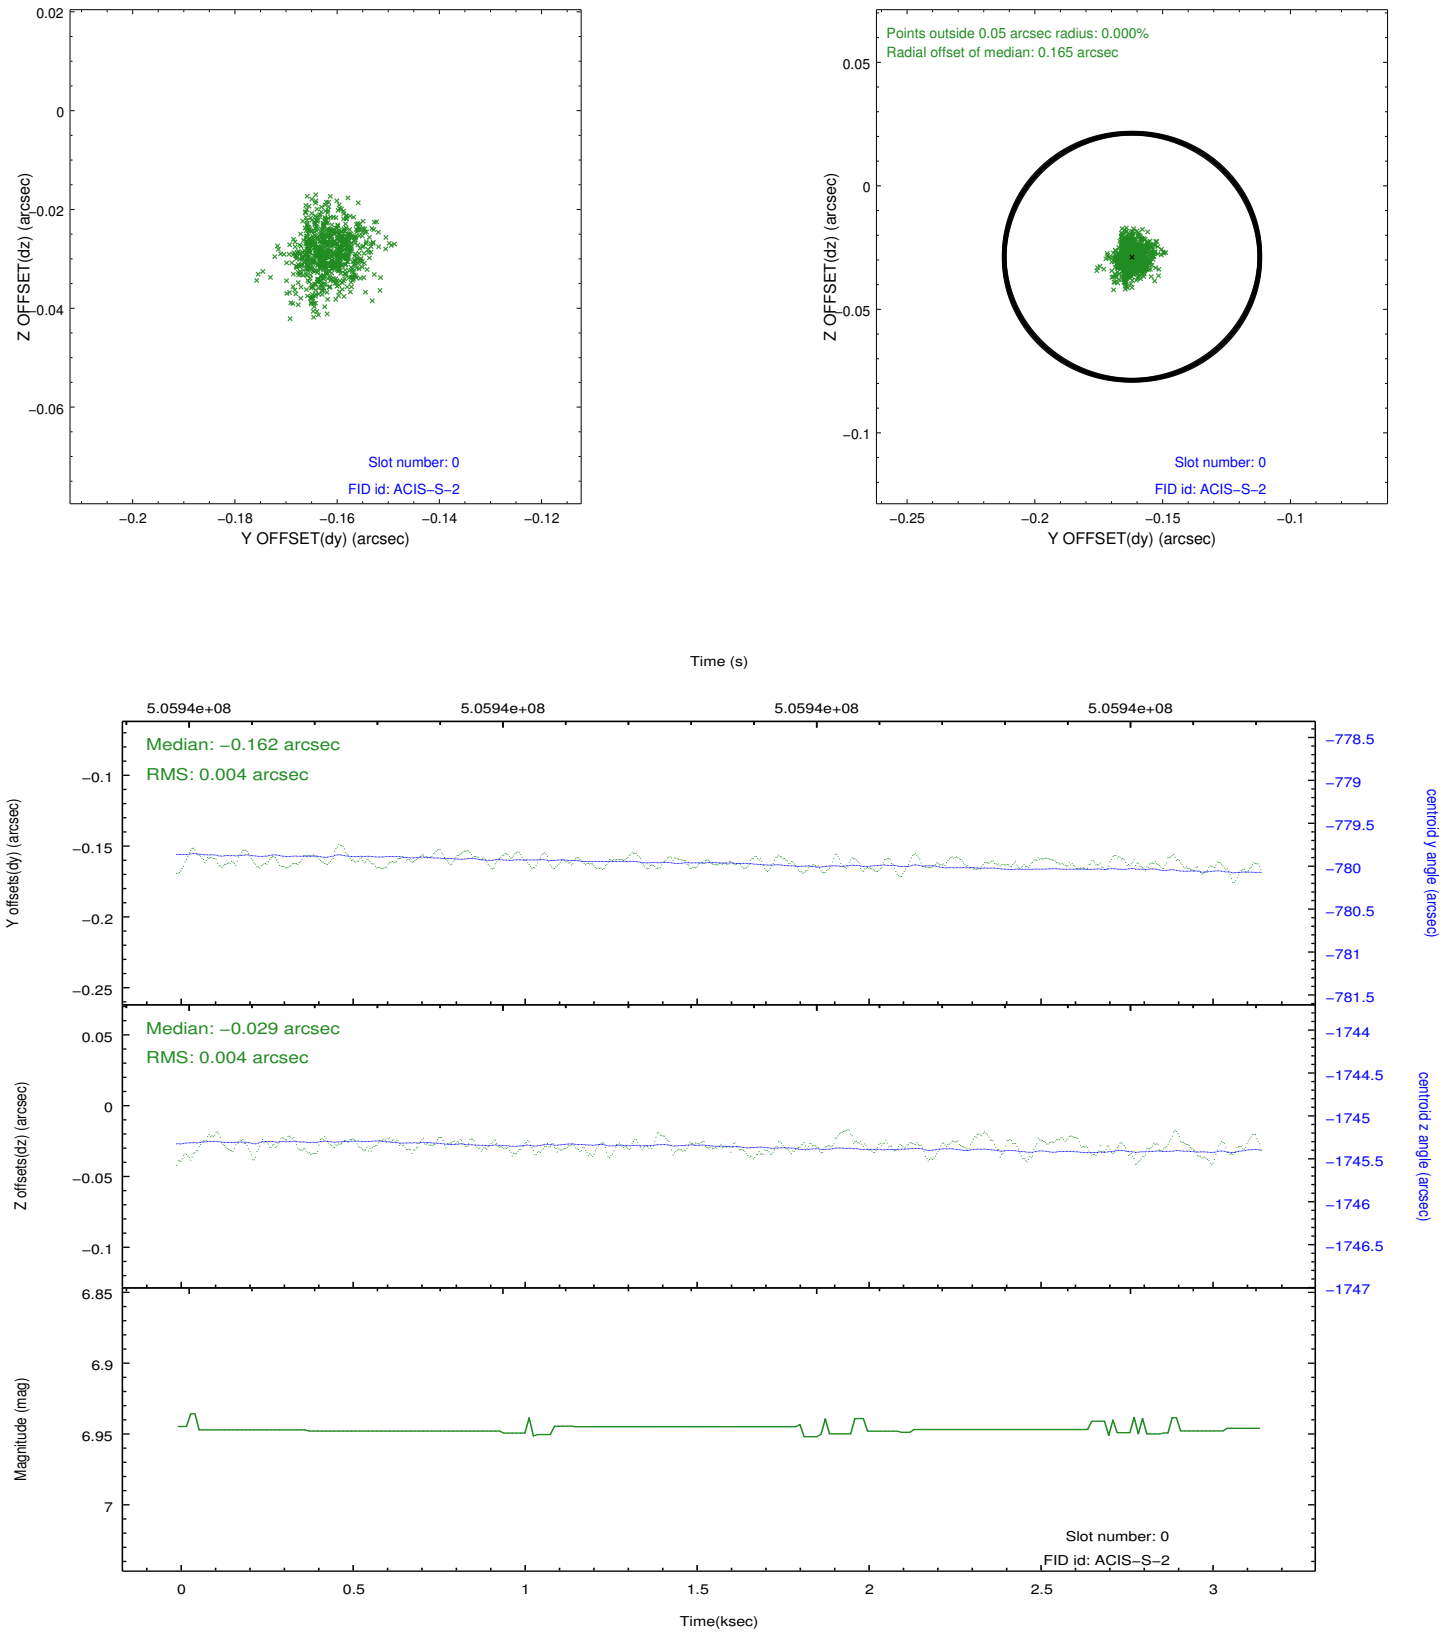 0.02
0
−0.02
−0.04
−0.06
Z OFFSET(dz) (arcsec)
Slot number: 0
FID id: ACIS−S−2
−0.2
−0.18
−0.16
−0.14
−0.12
Y OFFSET(dy) (arcsec)
Points outside 0.05 arcsec radius: 0.000%
Radial offset of median: 0.165 arcsec
0.05
0
−0.05
−0.1
Z OFFSET(dz) (arcsec)
Slot number: 0
FID id: ACIS−S−2
−0.25
−0.2
−0.15
−0.1
Y OFFSET(dy) (arcsec)
Time (s)
5.0594e+08
5.0594e+08
5.0594e+08
5.0594e+08
Median: −0.162 arcsec
RMS: 0.004 arcsec
−0.1
−0.15
−0.2
−0.25
Y offsets(dy) (arcsec)
−778.5
−779
−779.5
−780
−780.5
−781
−781.5
centroid y angle (arcsec)
Median: −0.029 arcsec
RMS: 0.004 arcsec
0.05
0
−0.05
−0.1
Z offsets(dz) (arcsec)
−1744
−1744.5
−1745
−1745.5
−1746
−1746.5
−1747
centroid z angle (arcsec)
6.85
6.9
6.95
7
Magnitude (mag)
Slot number: 0
FID id: ACIS−S−2
0
0.5
1
1.5
2
2.5
3
Time(ksec)